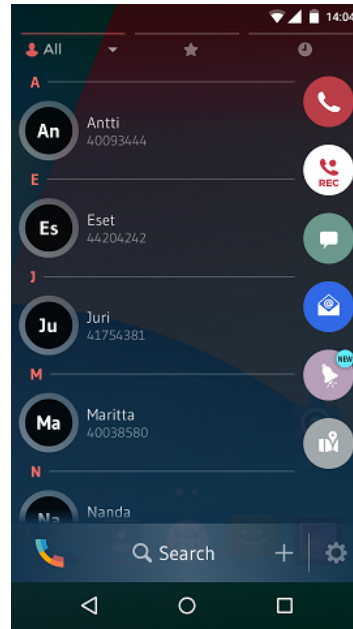 14:04
All
A
An
Antti
40093444
REC
E
Es
Eset
44204242
J
Ju
Juri
41754381
NEW
M
Ma
Maritta
40038580
N
Na
Nanda
Search